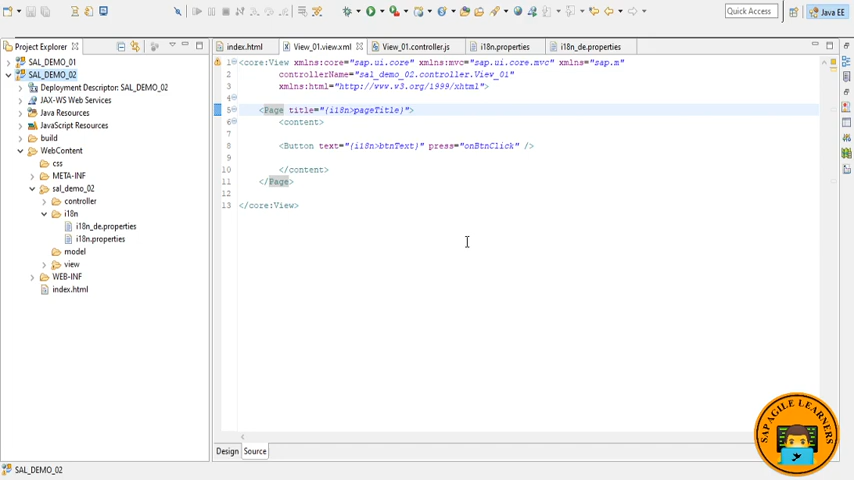 Quick Access
Java EE
Project Explorer
index.html
View_01.view.xml
View_01.controller.js
i18n.properties
i18n_de.properties
SAL_DEMO_01
SAL_DEMO_02
Deployment Descriptor: SAL_DEMO_02
JAX-WS Web Services
Java Resources
JavaScript Resources
build
WebContent
css
META-INF
sal_demo_02
controller
i18n
i18n_de.properties
i18n.properties
model
view
WEB-INF
index.html
1 <core:View xmlns:core="sap.ui.core" xmlns:mvc="sap.ui.core.mvc" xmlns="sap.m"
2 controllerName="sal_demo_02.controller.View_01"
3 xmlns:html="http://www.w3.org/1999/xhtml">
4
5 <Page title="{i18n>pageTitle}">
6 <content>
7
8 <Button text="{i18n>btnText}" press="onBtnClick" />
9
10 </content>
11 </Page>
12
13 </core:View>
Design Source
SAL_DEMO_02
SAP AGILE LEARNERS